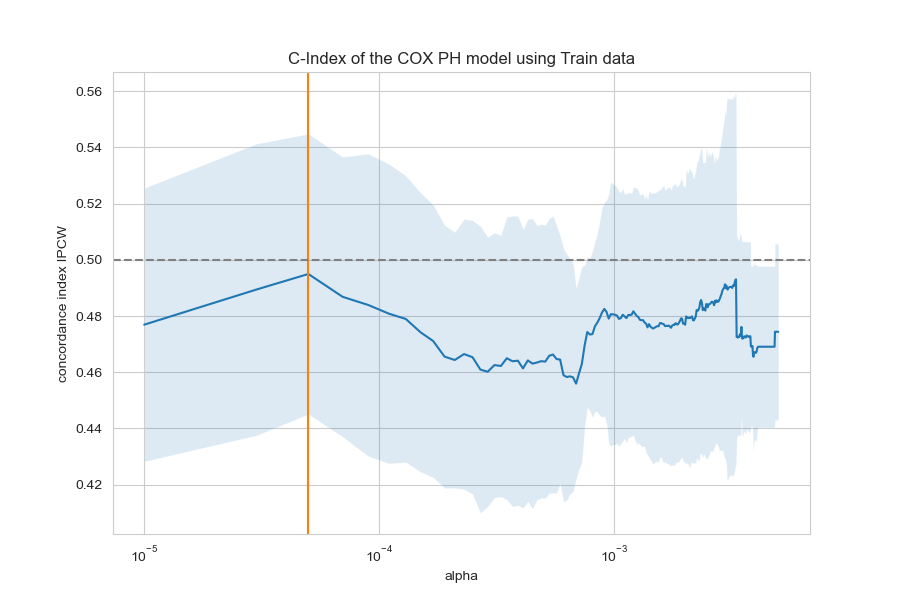 C-Index of the COX PH model using Train data
concordance index IPCW
0.56
0.54
0.52
0.50
0.48
0.46
0.44
0.42
10⁻⁵ 10⁻⁴ 10⁻³
alpha